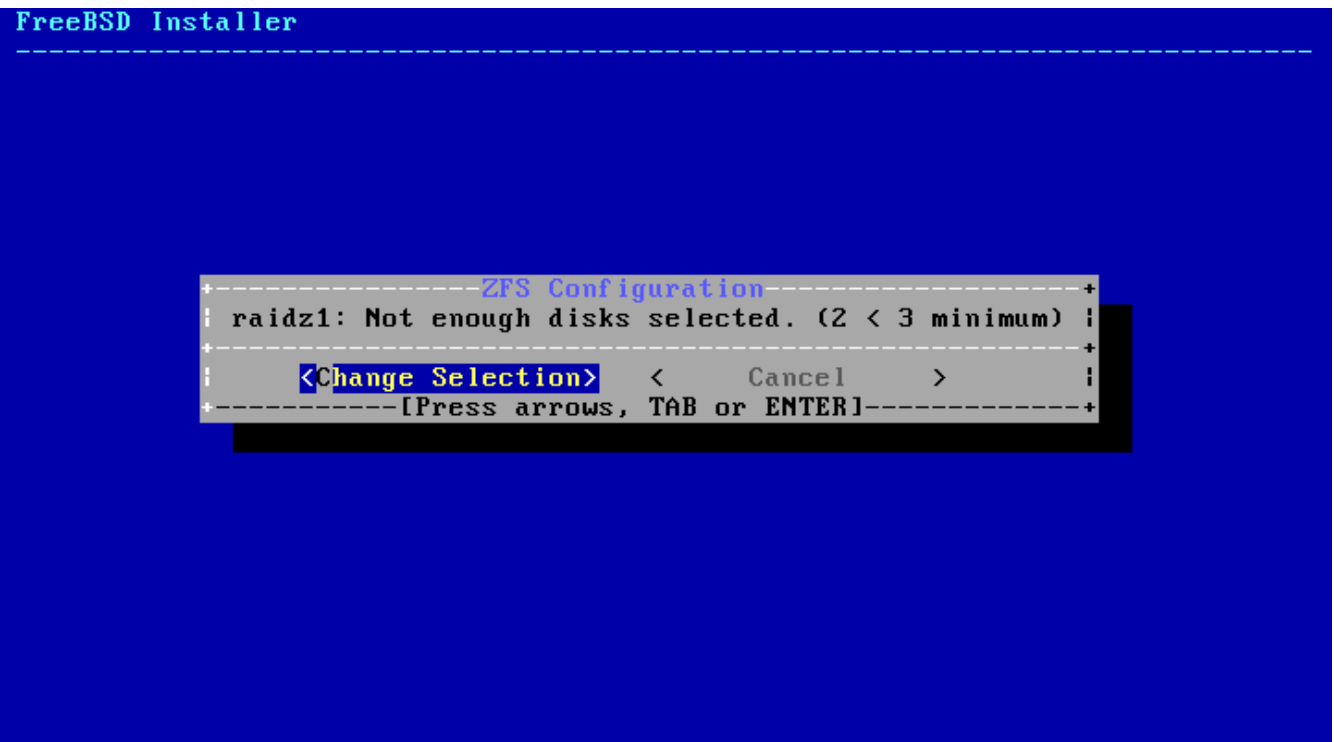 FreeBSD Installer
ZFS Configuration
raidz1: Not enough disks selected. (2 < 3 minimum)
<Change Selection> < Cancel >
[Press arrows, TAB or ENTER]